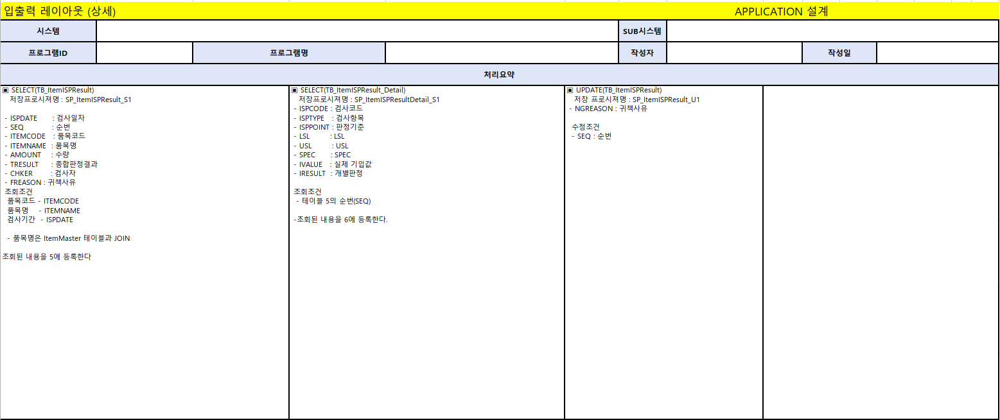 입출력 레이아웃 (상세)
APPLICATION 설계
시스템
SUB시스템
프로그램ID
프로그램명
작성자
작성일
처리요약
▣ SELECT(TB_ItemISPResult)
저장프로시져명 : SP_ItemISPResult_S1
- ISPDATE : 검사일자
- SEQ : 순번
- ITEMCODE : 품목코드
- ITEMNAME : 품목명
- AMOUNT : 수량
- TRESULT : 종합판정결과
- CHKER : 검사자
- FREASON : 귀책사유
조회조건
품목코드 - ITEMCODE
품목명 - ITEMNAME
검사기간 - ISPDATE
- 품목명은 ItemMaster 테이블과 JOIN
조회된 내용을 5에 등록한다
▣ SELECT(TB_ItemISPResult_Detail)
저장프로시져명 : SP_ItemISPResultDetail_S1
- ISPCODE : 검사코드
- ISPTYPE : 검사항목
- ISPPOINT : 판정기준
- LSL : LSL
- USL : USL
- SPEC : SPEC
- IVALUE : 실제 기입값
- IRESULT : 개별판정
조회조건
- 테이블 5의 순번(SEQ)
-조회된 내용을 6에 등록한다.
▣ UPDATE(TB_ItemISPResult)
저장 프로시져명 : SP_ItemISPResult_U1
- NGREASON : 귀책사유
수정조건
- SEQ : 순번